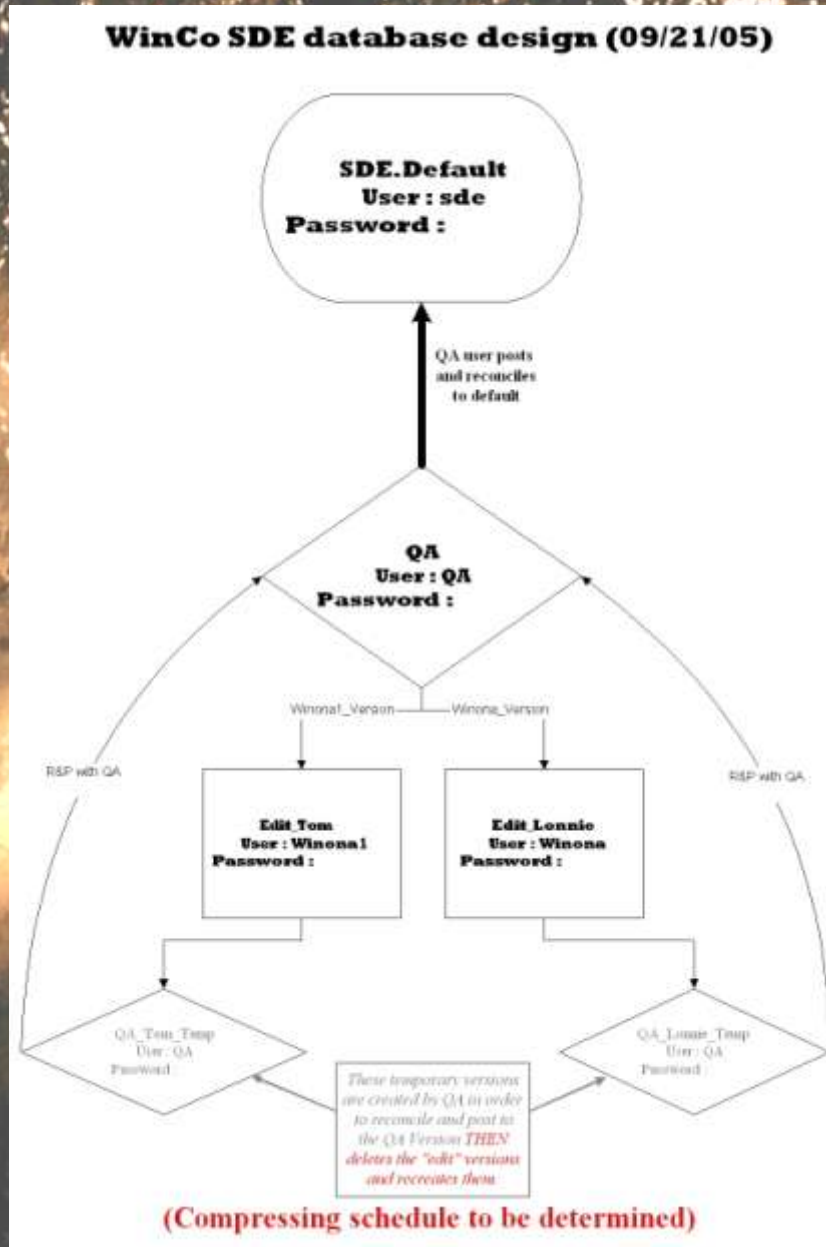 WinCo SDE database design (09/21/05)
SDE.Default
User : sde
Password :
QA user posts
and reconciles
to default
QA
User : QA
Password :
Winona1_Version
Winona_Version
R&P with QA
R&P with QA
Edit_Tom
User : Winona1
Password :
Edit_Lonnie
User : Winona
Password :
QA_Tom_Temp
User : QA
Password :
QA_Lonnie_Temp
User : QA
Password :
These temporary versions
are created by QA in order
to reconcile and post to
the QA Version THEN
deletes the "edit" versions
and recreates them
(Compressing schedule to be determined)